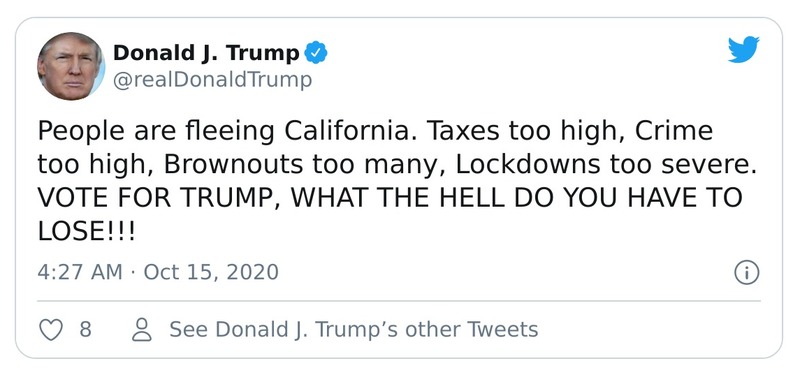 Donald J. Trump
@realDonaldTrump
People are fleeing California. Taxes too high, Crime
too high, Brownouts too many, Lockdowns too severe.
VOTE FOR TRUMP, WHAT THE HELL DO YOU HAVE TO
LOSE!!!
4:27 AM · Oct 15, 2020
8 See Donald J. Trump’s other Tweets